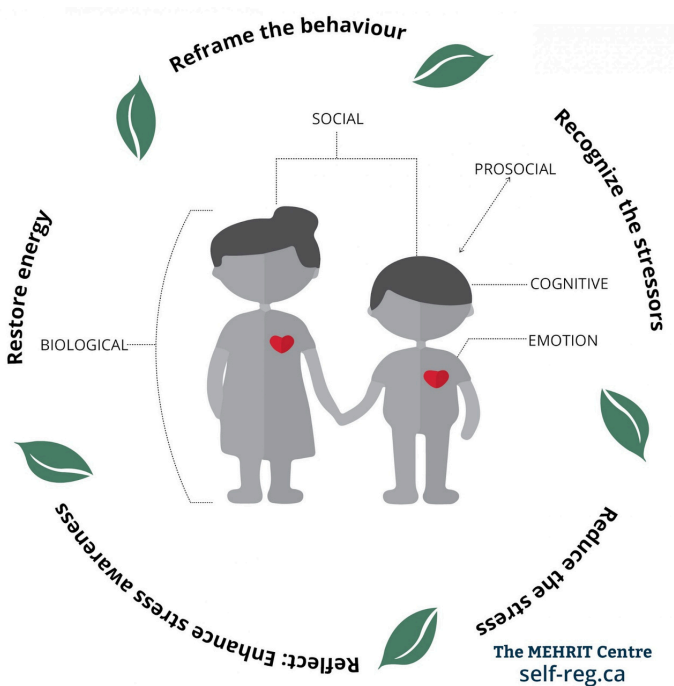 Reframe the behaviour
Recognize the stressors
Reduce the stress
Reflect: Enhance stress awareness
Restore energy
SOCIAL
PROSOCIAL
COGNITIVE
EMOTION
BIOLOGICAL
The MEHRIT Centre
self-reg.ca